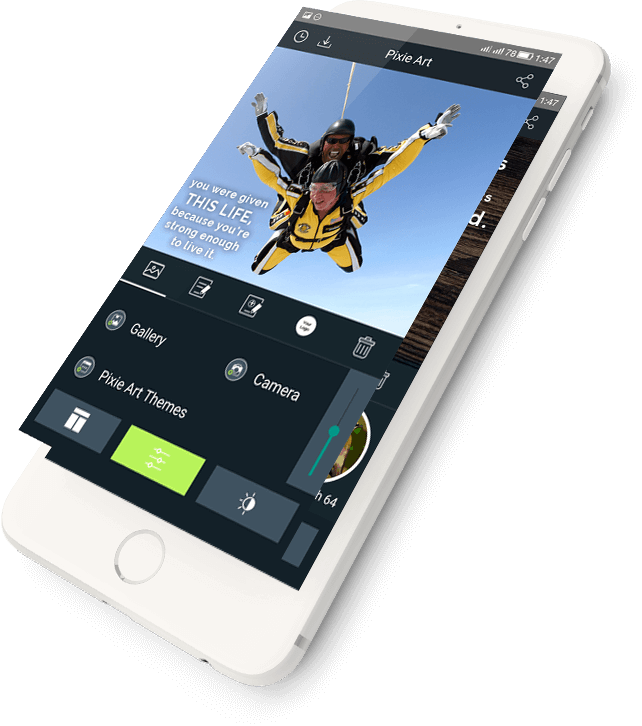 78 1:47
Pixie Art
1:47
s
s
d.
you were given
THIS LIFE,
because you're
strong enough
to live it
Gallery
Camera
Pixie Art Themes
h 64